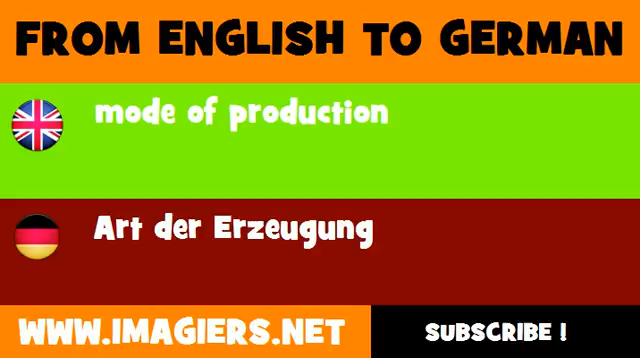 FROM ENGLISH TO GERMAN
mode of production
Art der Erzeugung
WWW.IMAGIERS.NET
SUBSCRIBE !